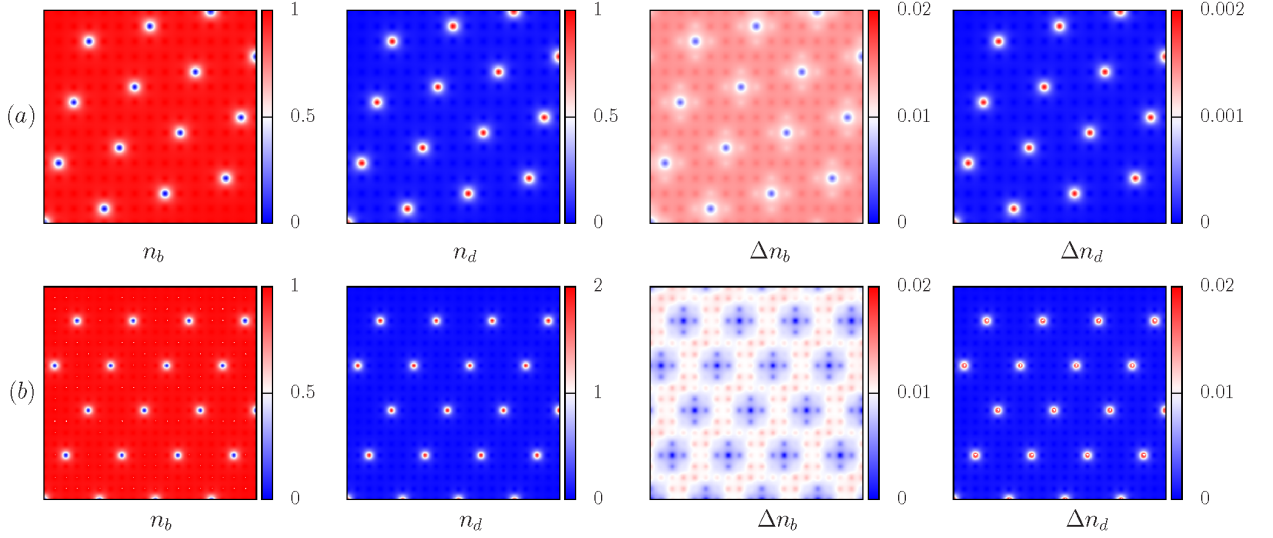 1 1 0.02 0.002
(a) 0.5 0.5 0.01 0.001
0 0 0 0
n_b n_d Δn_b Δn_d
1 2 0.02 0.02
(b) 0.5 1 0.01 0.01
0 0 0 0
n_b n_d Δn_b Δn_d